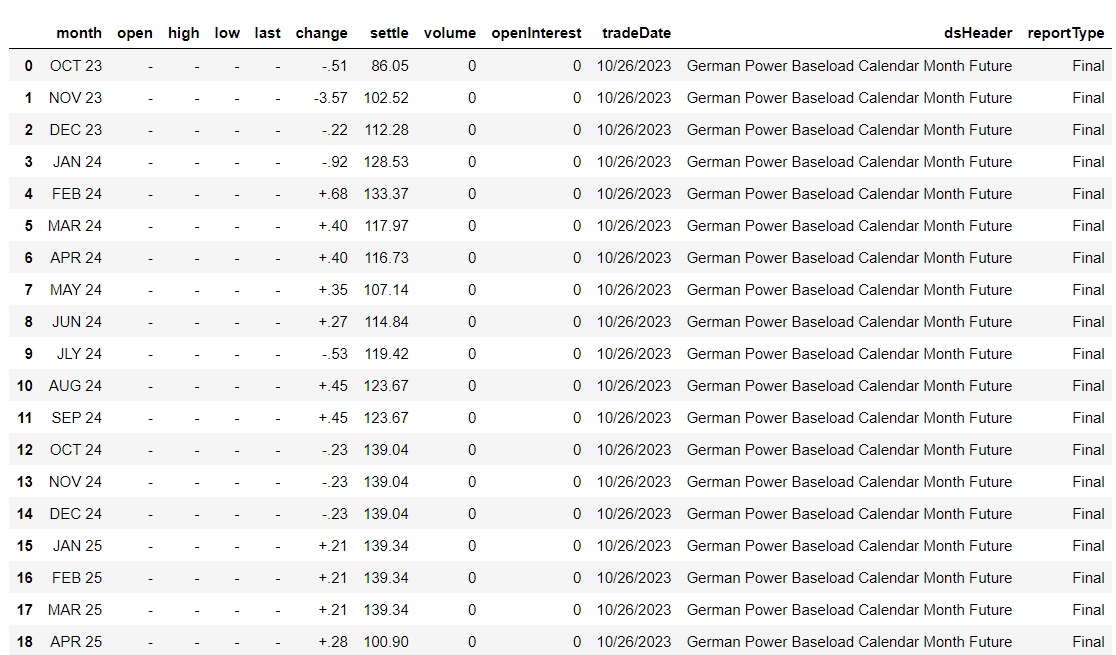 month open high low last change settle volume openInterest tradeDate dsHeader reportType
0 OCT 23 - - - - -.51 86.05 0 0 10/26/2023 German Power Baseload Calendar Month Future Final
1 NOV 23 - - - - -3.57 102.52 0 0 10/26/2023 German Power Baseload Calendar Month Future Final
2 DEC 23 - - - - -.22 112.28 0 0 10/26/2023 German Power Baseload Calendar Month Future Final
3 JAN 24 - - - - -.92 128.53 0 0 10/26/2023 German Power Baseload Calendar Month Future Final
4 FEB 24 - - - - +.68 133.37 0 0 10/26/2023 German Power Baseload Calendar Month Future Final
5 MAR 24 - - - - +.40 117.97 0 0 10/26/2023 German Power Baseload Calendar Month Future Final
6 APR 24 - - - - +.40 116.73 0 0 10/26/2023 German Power Baseload Calendar Month Future Final
7 MAY 24 - - - - +.35 107.14 0 0 10/26/2023 German Power Baseload Calendar Month Future Final
8 JUN 24 - - - - +.27 114.84 0 0 10/26/2023 German Power Baseload Calendar Month Future Final
9 JLY 24 - - - - -.53 119.42 0 0 10/26/2023 German Power Baseload Calendar Month Future Final
10 AUG 24 - - - - +.45 123.67 0 0 10/26/2023 German Power Baseload Calendar Month Future Final
11 SEP 24 - - - - +.45 123.67 0 0 10/26/2023 German Power Baseload Calendar Month Future Final
12 OCT 24 - - - - -.23 139.04 0 0 10/26/2023 German Power Baseload Calendar Month Future Final
13 NOV 24 - - - - -.23 139.04 0 0 10/26/2023 German Power Baseload Calendar Month Future Final
14 DEC 24 - - - - -.23 139.04 0 0 10/26/2023 German Power Baseload Calendar Month Future Final
15 JAN 25 - - - - +.21 139.34 0 0 10/26/2023 German Power Baseload Calendar Month Future Final
16 FEB 25 - - - - +.21 139.34 0 0 10/26/2023 German Power Baseload Calendar Month Future Final
17 MAR 25 - - - - +.21 139.34 0 0 10/26/2023 German Power Baseload Calendar Month Future Final
18 APR 25 - - - - +.28 100.90 0 0 10/26/2023 German Power Baseload Calendar Month Future Final